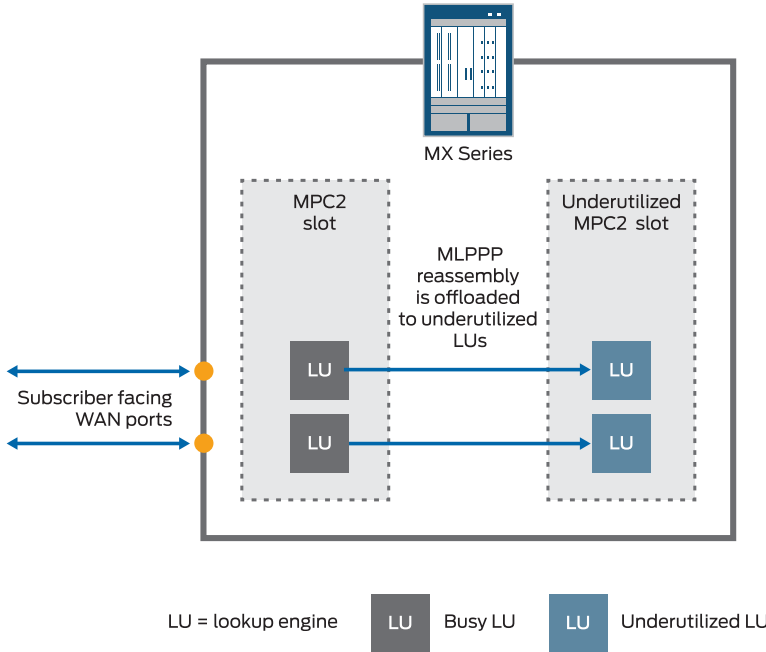 MX Series
MPC2
slot
Underutilized
MPC2 slot
MLPPP
reassembly
is offloaded
to underutilized
LUs
LU
LU
LU
LU
Subscriber facing
WAN ports
LU = lookup engine
LU
Busy LU
LU
Underutilized LU